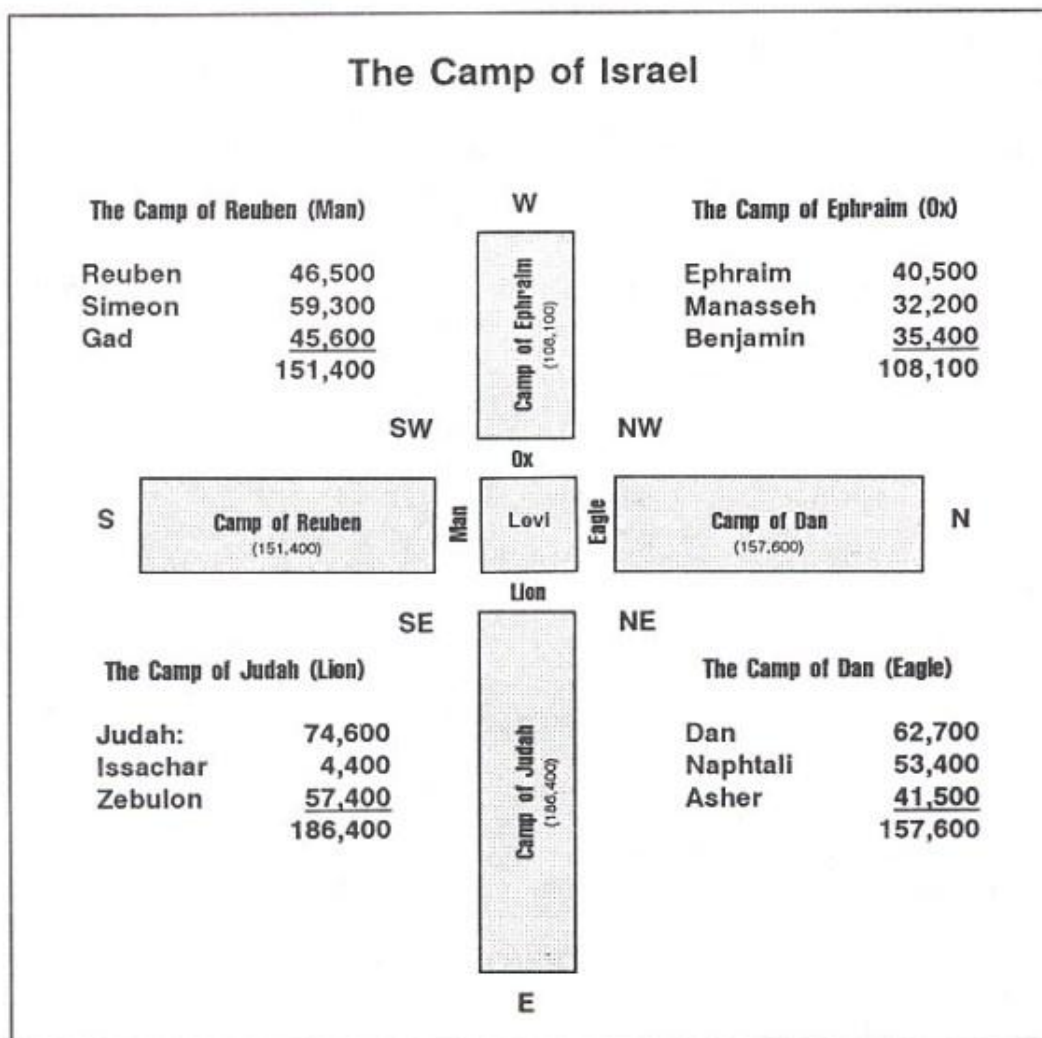 The Camp of Israel
The Camp of Reuben (Man)
Reuben 46,500
Simeon 59,300
Gad 45,600
151,400
W
The Camp of Ephraim (Ox)
Ephraim 40,500
Manasseh 32,200
Benjamin 35,400
108,100
Camp of Ephraim
(108,100)
SW
NW
Ox
S
Camp of Reuben
(151,400)
Man
Levi
Eagle
Camp of Dan
(157,600)
N
Lion
SE
NE
The Camp of Judah (Lion)
Judah: 74,600
Issachar 4,400
Zebulon 57,400
186,400
Camp of Judah
(186,400)
The Camp of Dan (Eagle)
Dan 62,700
Naphtali 53,400
Asher 41,500
157,600
E